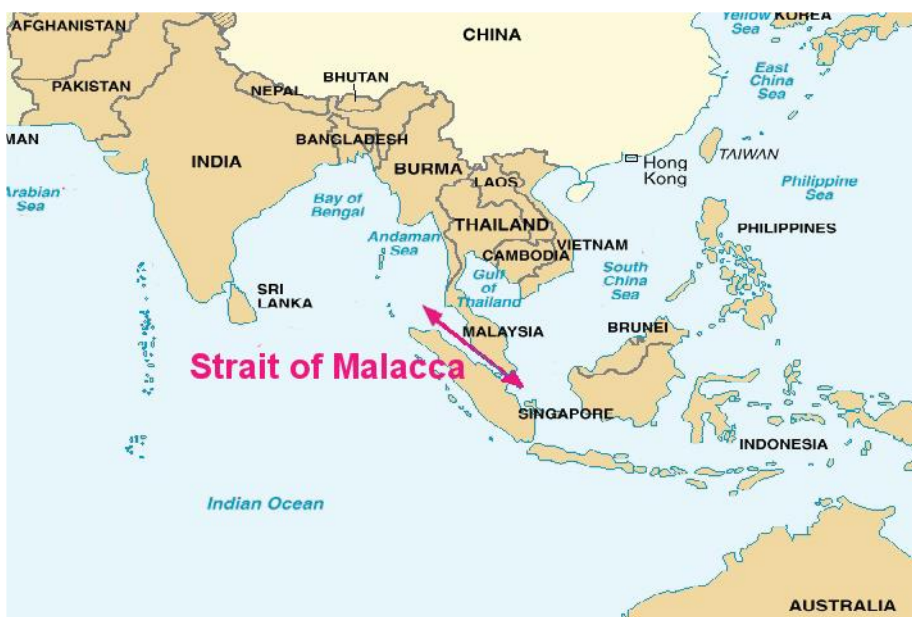 AFGHANISTAN
CHINA
Yellow
Sea
KOREA
PAKISTAN
NEPAL
BHUTAN
East
China
Sea
MAN
INDIA
BANGLADESH
BURMA
LAOS
Hong
Kong
TAIWAN
Arabian
Sea
Bay of
Bengal
Philippine
Sea
THAILAND
Andaman
Sea
CAMBODIA
VIETNAM
PHILIPPINES
SRI
LANKA
Gulf
of
Thailand
South
China
Sea
MALAYSIA
BRUNEI
Strait of Malacca
SINGAPORE
INDONESIA
Indian Ocean
AUSTRALIA